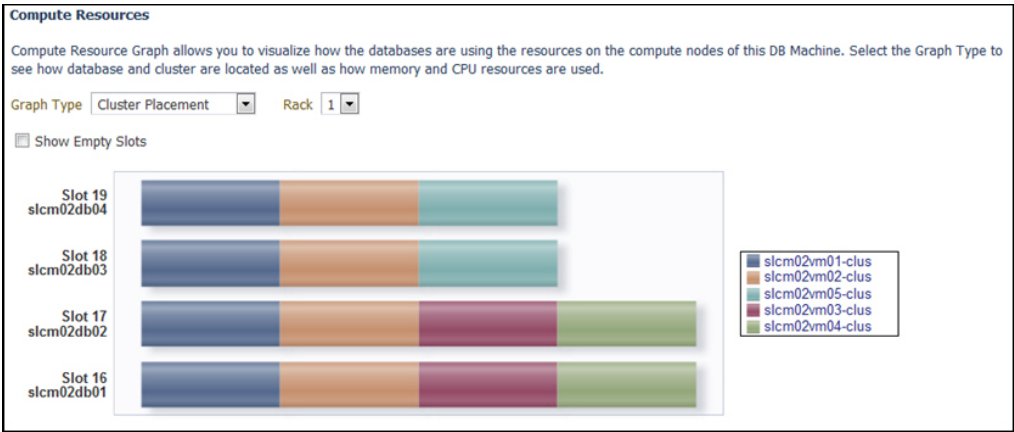 Compute Resources
Compute Resource Graph allows you to visualize how the databases are using the resources on the compute nodes of this DB Machine. Select the Graph Type to
see how database and cluster are located as well as how memory and CPU resources are used.
Graph Type Cluster Placement Rack 1
Show Empty Slots
Slot 19
slcm02db04
Slot 18
slcm02db03
Slot 17
slcm02db02
Slot 16
slcm02db01
slcm02vm01-clus
slcm02vm02-clus
slcm02vm05-clus
slcm02vm03-clus
slcm02vm04-clus